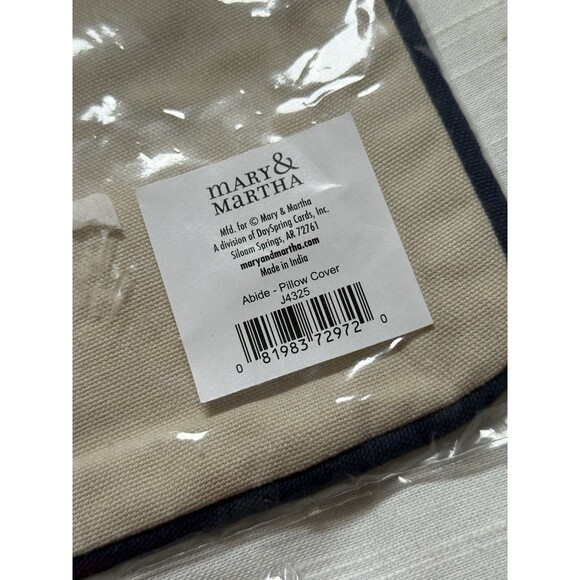 MARY &
MARTHA
Mfd. for © Mary & Martha
A division of DaySpring Cards, Inc.
Siloam Springs, AR 72761
maryandmartha.com
Made in India
Abide - Pillow Cover
J4325
0 81983 72972 0